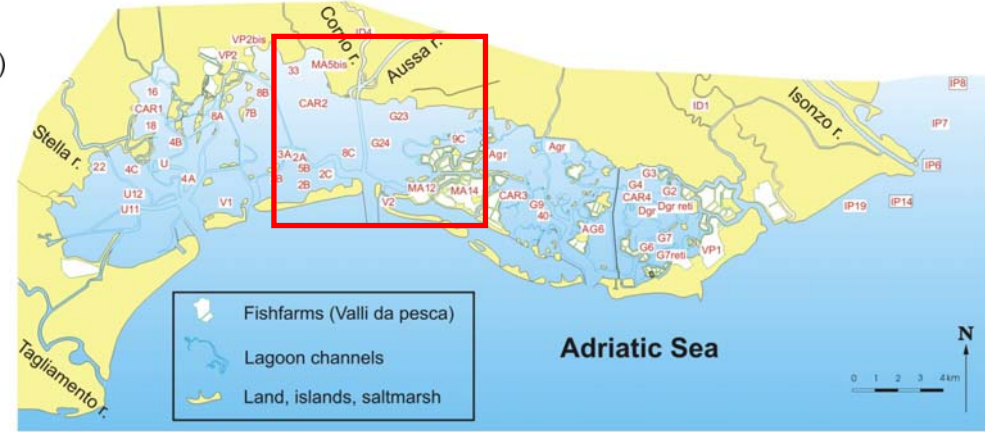 )
VP2bis
Corno r.
ID4
VP2
33
MA5bis
Aussa r.
IP8
16
8B
CAR2
ID1
Isonzo r.
CAR1
8A
7B
G23
IP7
18
Stella r.
4B
9C
3A
2A
8C
G24
Agr
Agr
22
4C
U
5B
G3
IP6
4A
B
2B
2C
MA12
MA14
G4
G2
U12
V1
V2
CAR3
CAR4
IP19
IP14
U11
G9
Dgr
Dgr reti
40
AG6
G7
G6
VP1
G7reti
Fishfarms (Valli da pesca)
Lagoon channels
Land, islands, saltmarsh
Adriatic Sea
N
0 1 2 3 4km
Tagliamento r.